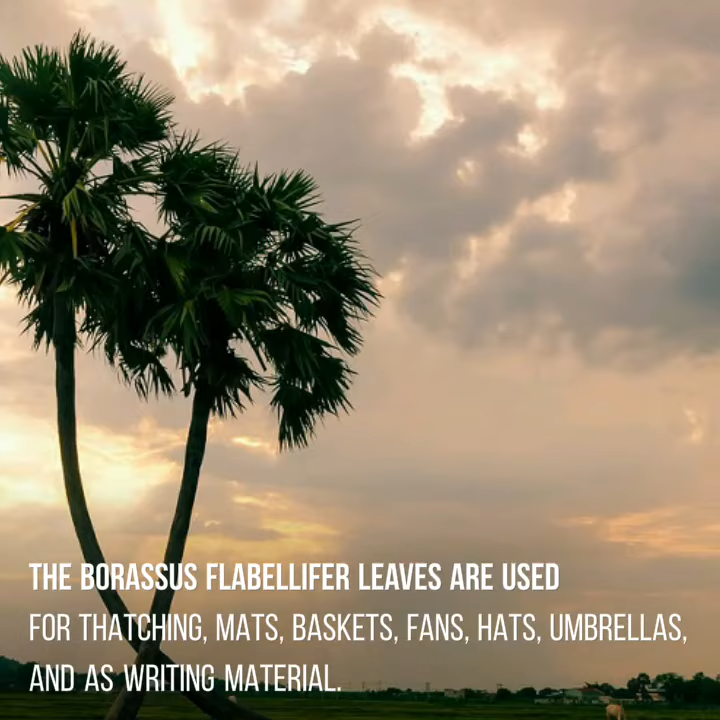 THE BORASSUS FLABELLIFER LEAVES ARE USED
FOR THATCHING, MATS, BASKETS, FANS, HATS, UMBRELLAS,
AND AS WRITING MATERIAL.